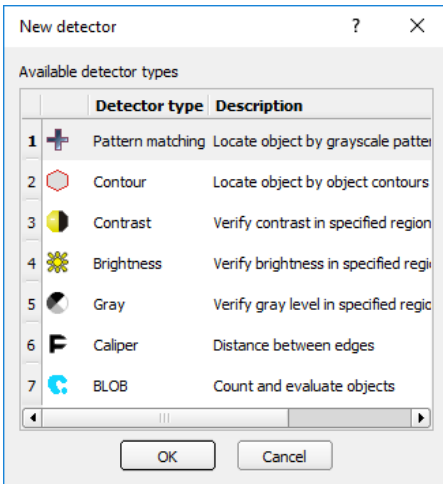 New detector ?
Available detector types
Detector type Description
1 Pattern matching Locate object by grayscale patter
2 Contour Locate object by object contours
3 Contrast Verify contrast in specified region
4 Brightness Verify brightness in specified regi
5 Gray Verify gray level in specified regio
6 Caliper Distance between edges
7 BLOB Count and evaluate objects
OK Cancel